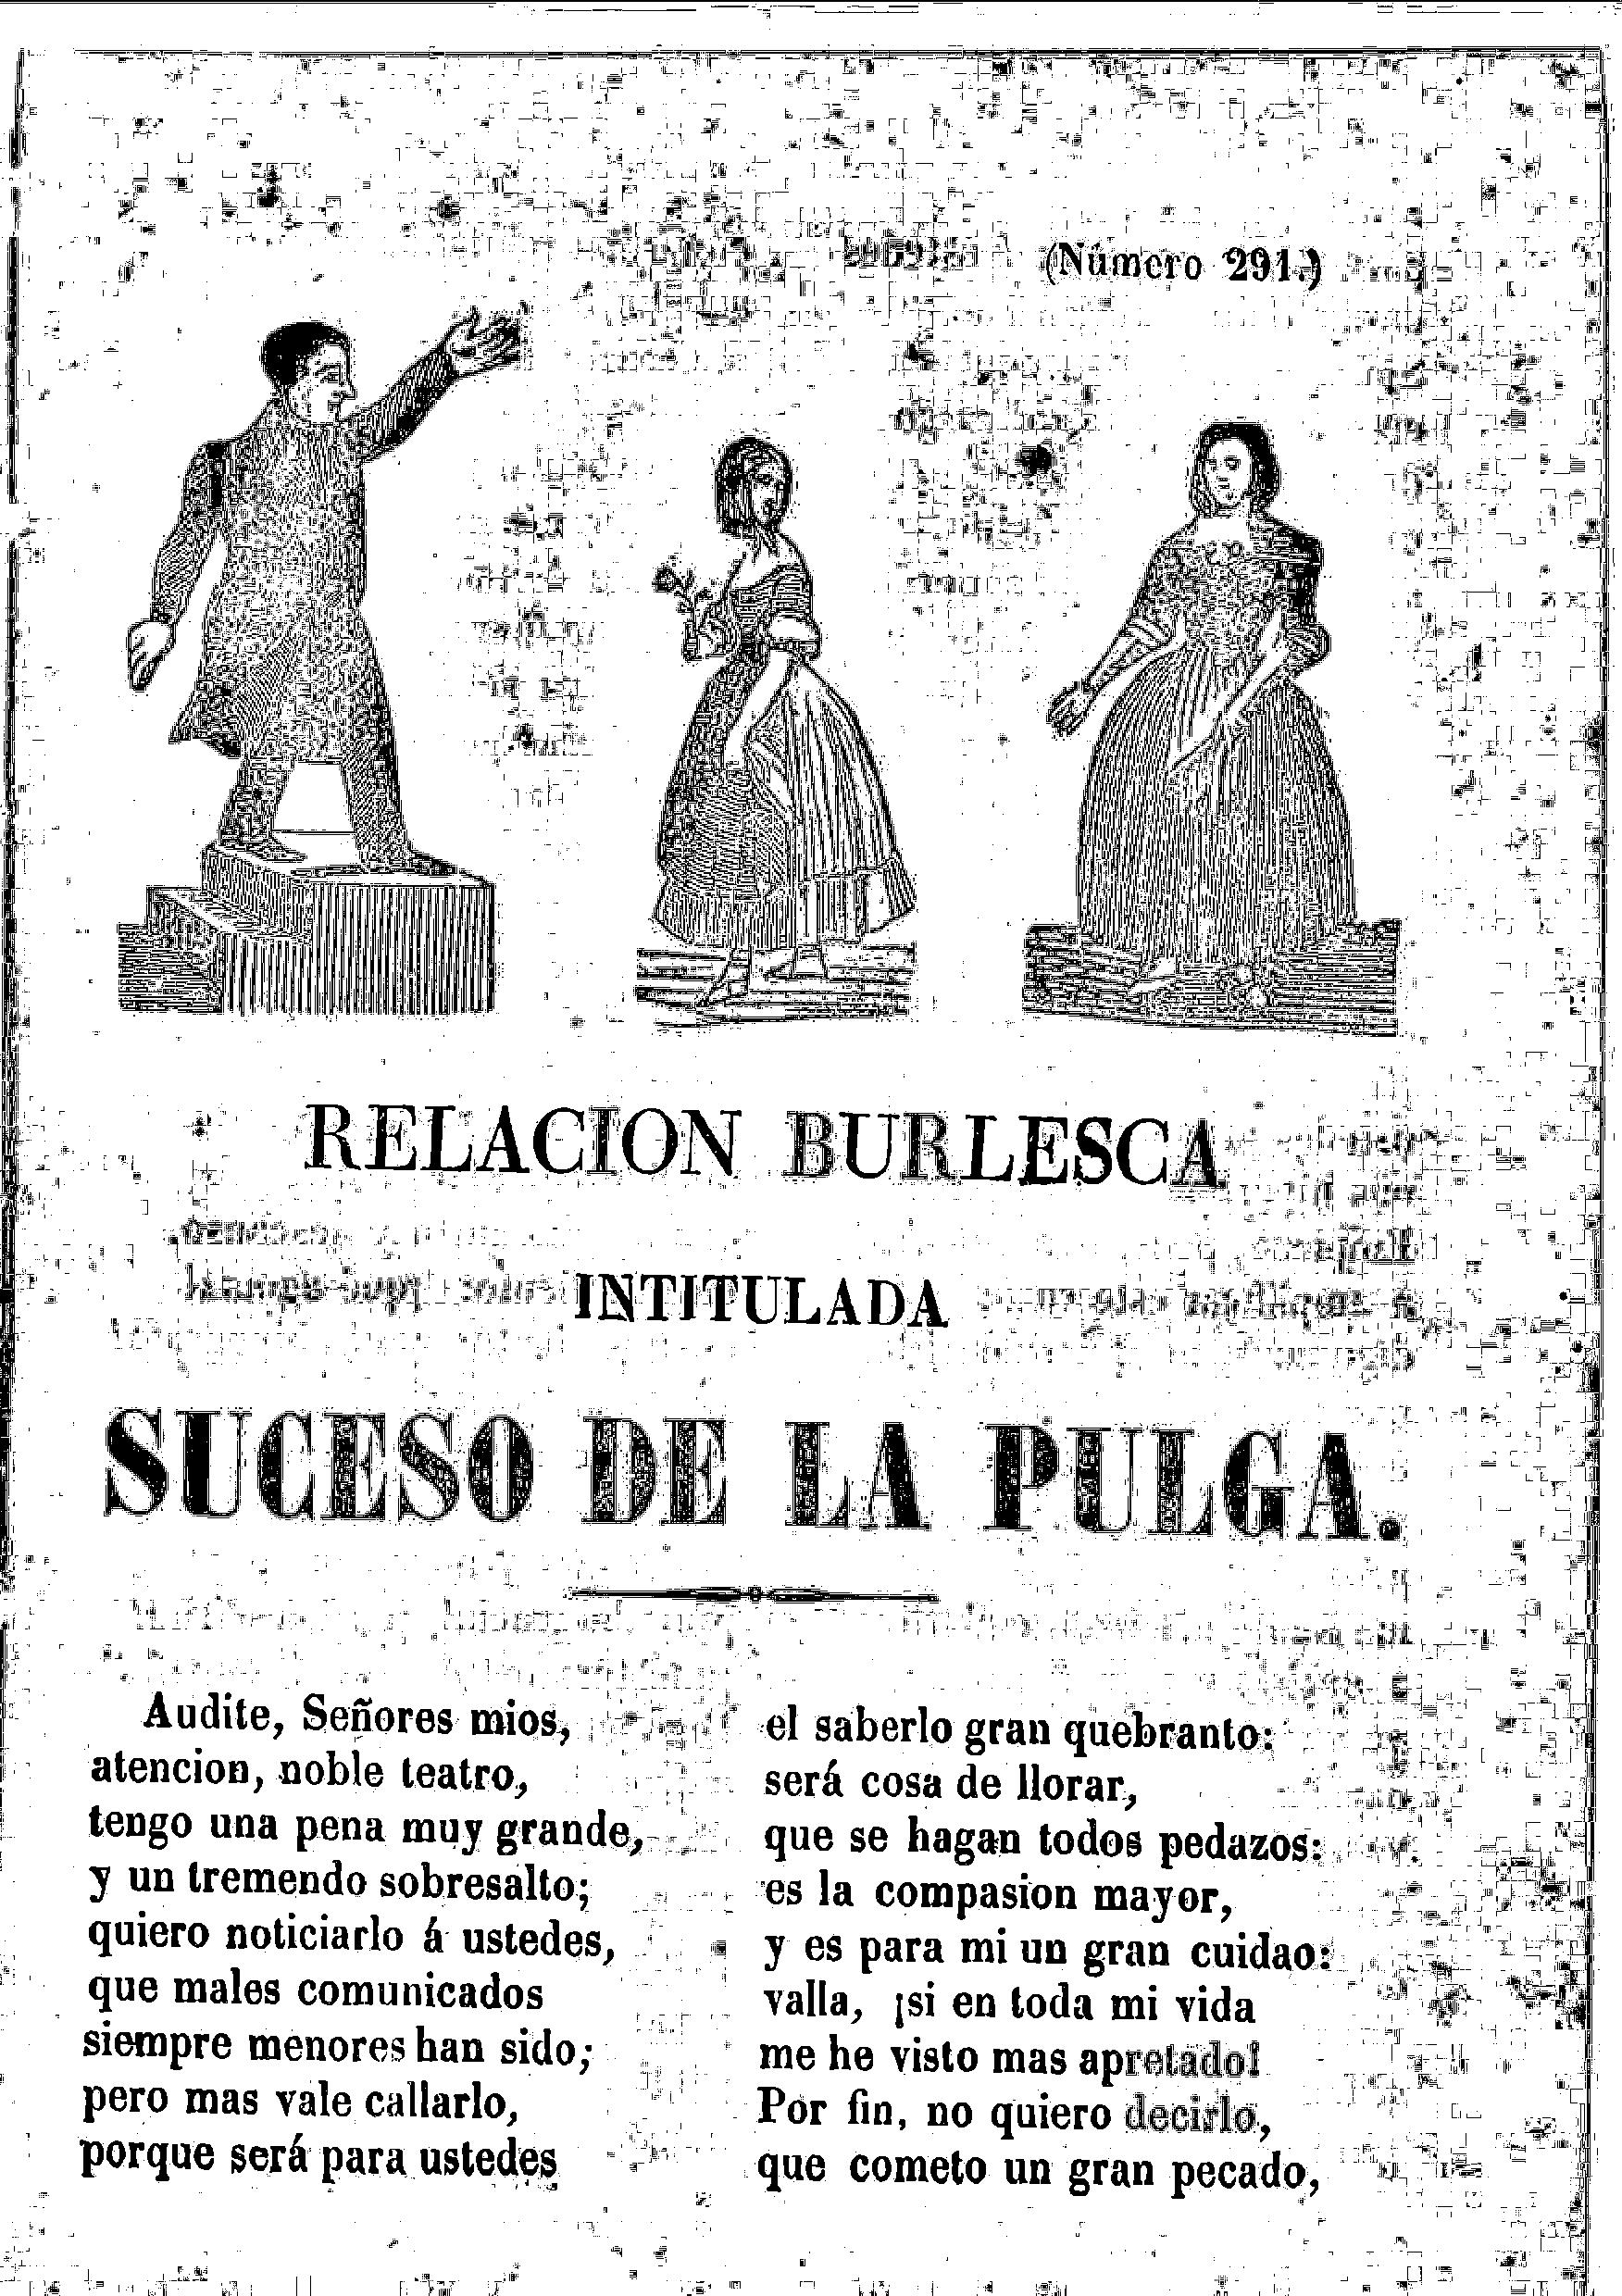 (Número 291.)
RELACION BURLESCA
INTITULADA
SUCESO DE LA PULGA.
Audite, Señores mios,
atencion, noble teatro,
tengo una pena muy grande,
y un tremendo sobresalto;
quiero noticiarlo á ustedes,
que males comunicados
siempre menores han sido;
pero mas vale callarlo,
porque será para ustedes
el saberlo gran quebranto:
será cosa de llorar,
que se hagan todos pedazos:
es la compasion mayor,
y es para mi un gran cuidao:
valla, ¡si en toda mi vida
me he visto mas apretado!
Por fin, no quiero decirlo,
que cometo un gran pecado,